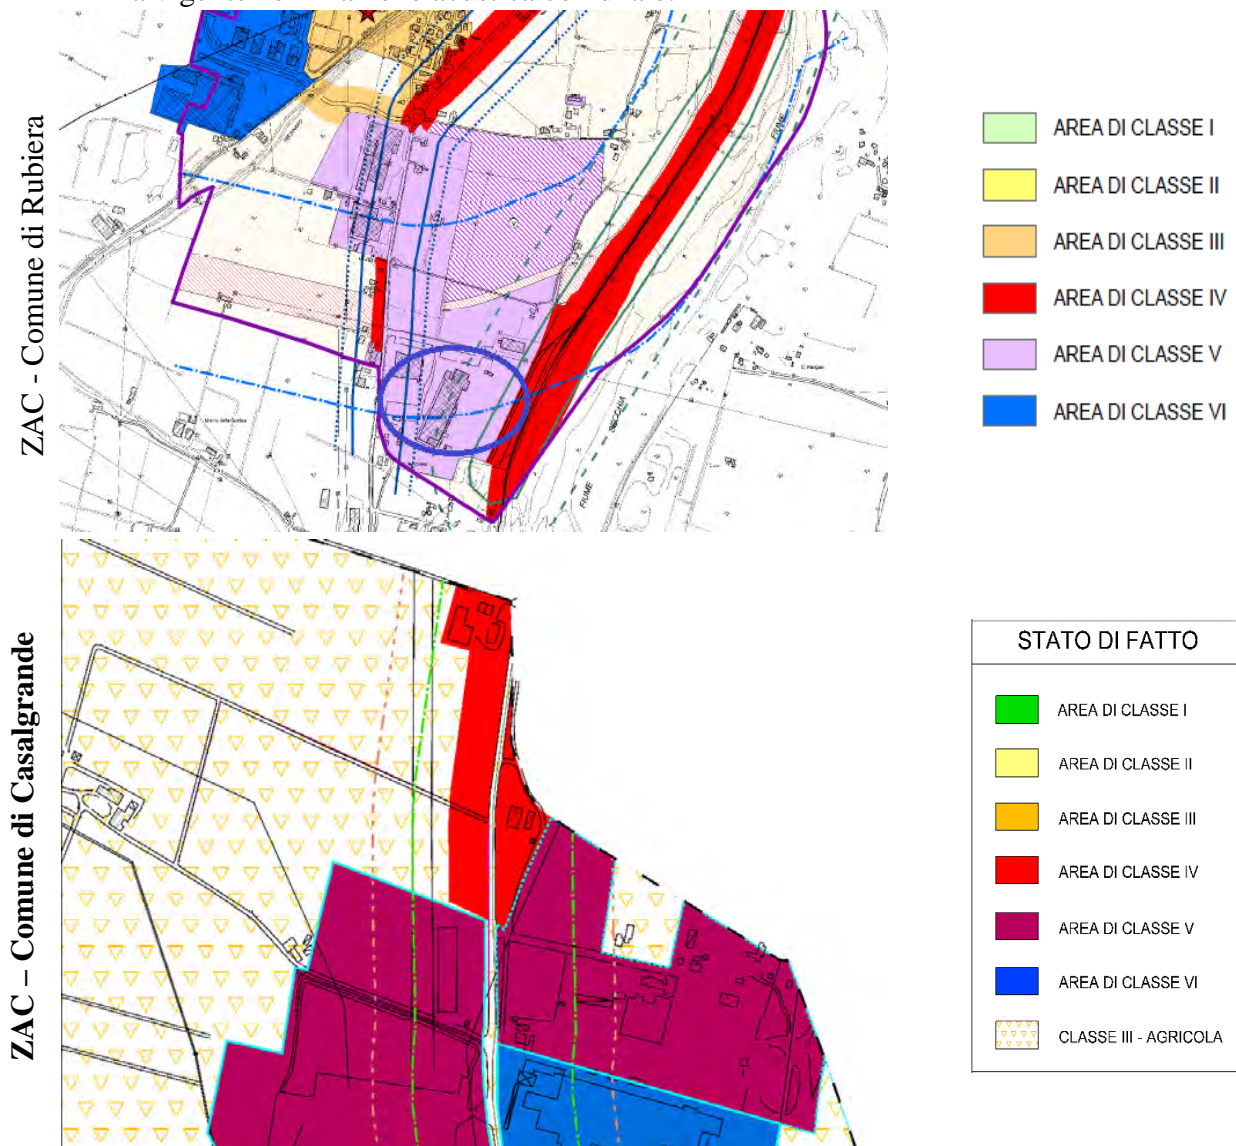 ZAC - Comune di Rubiera
AREA DI CLASSE I
AREA DI CLASSE II
AREA DI CLASSE III
AREA DI CLASSE IV
AREA DI CLASSE V
AREA DI CLASSE VI
FIUME
SECCHIA
FIUME
ZAC – Comune di Casalgrande
STATO DI FATTO
AREA DI CLASSE I
AREA DI CLASSE II
AREA DI CLASSE III
AREA DI CLASSE IV
AREA DI CLASSE V
AREA DI CLASSE VI
CLASSE III - AGRICOLA